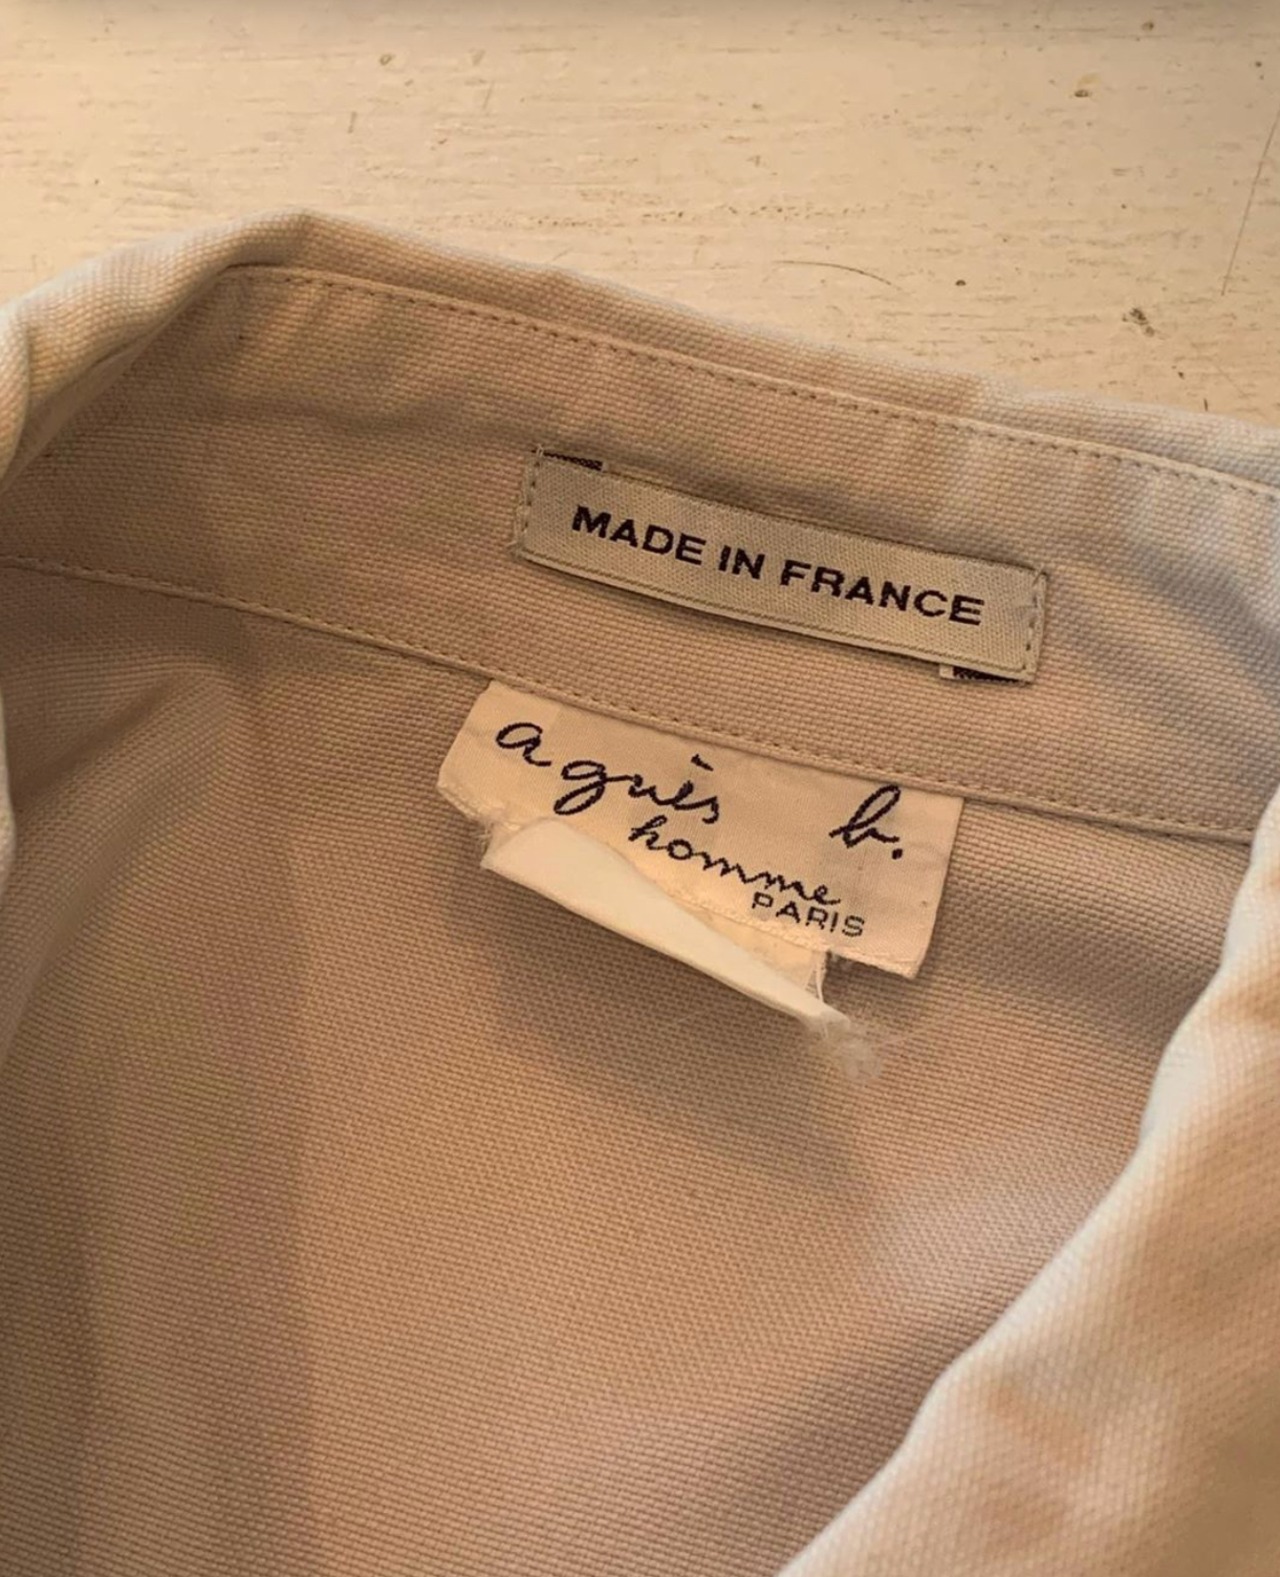 MADE IN FRANCE
agnès b.
homme
PARIS